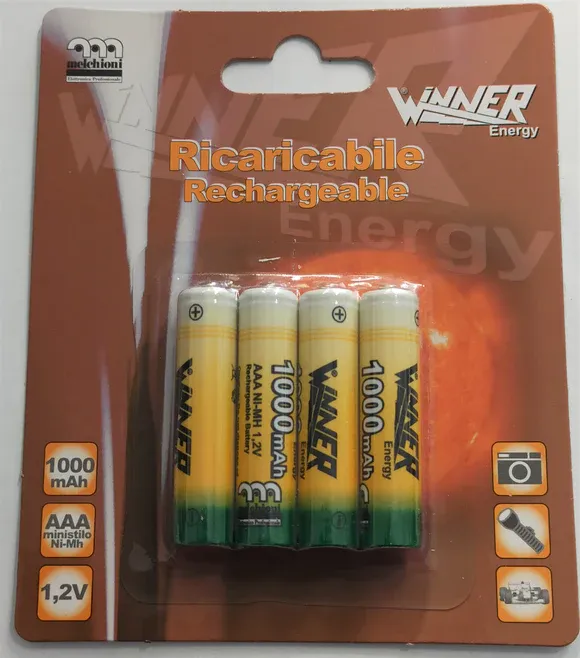 melchioni
Elettronica Professionale
WINNER
Energy
WINNER
Energy
Ricaricabile
Rechargeable
WINNER
AAA Ni-MH 1,2V
Rechargeable Battery
1000mAh
WINNER
Energy
1000mAh
WINNER
Energy
1000
mAh
AAA
ministilo
Ni-Mh
1,2V